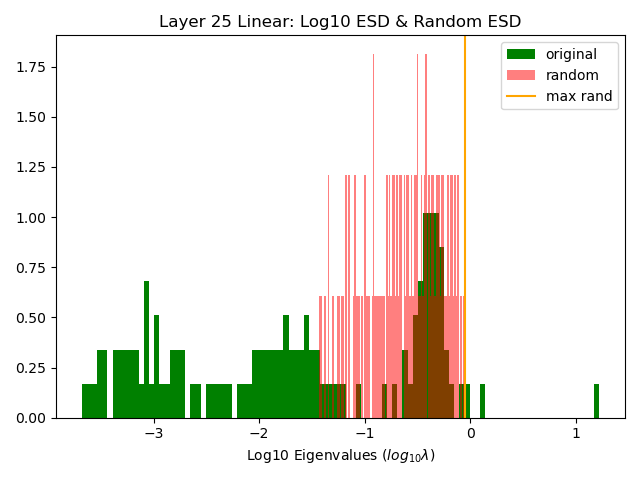 Layer 25 Linear: Log10 ESD & Random ESD
original
random
max rand
1.75
1.50
1.25
1.00
0.75
0.50
0.25
0.00
−3
−2
−1
0
1
Log10 Eigenvalues (log₁₀λ)